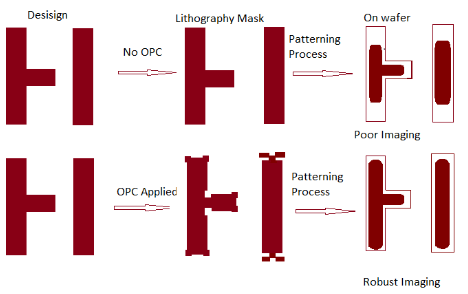 Desisign
Lithography Mask
On wafer
No OPC
Patterning
Process
Poor Imaging
OPC Applied
Patterning
Process
Robust Imaging